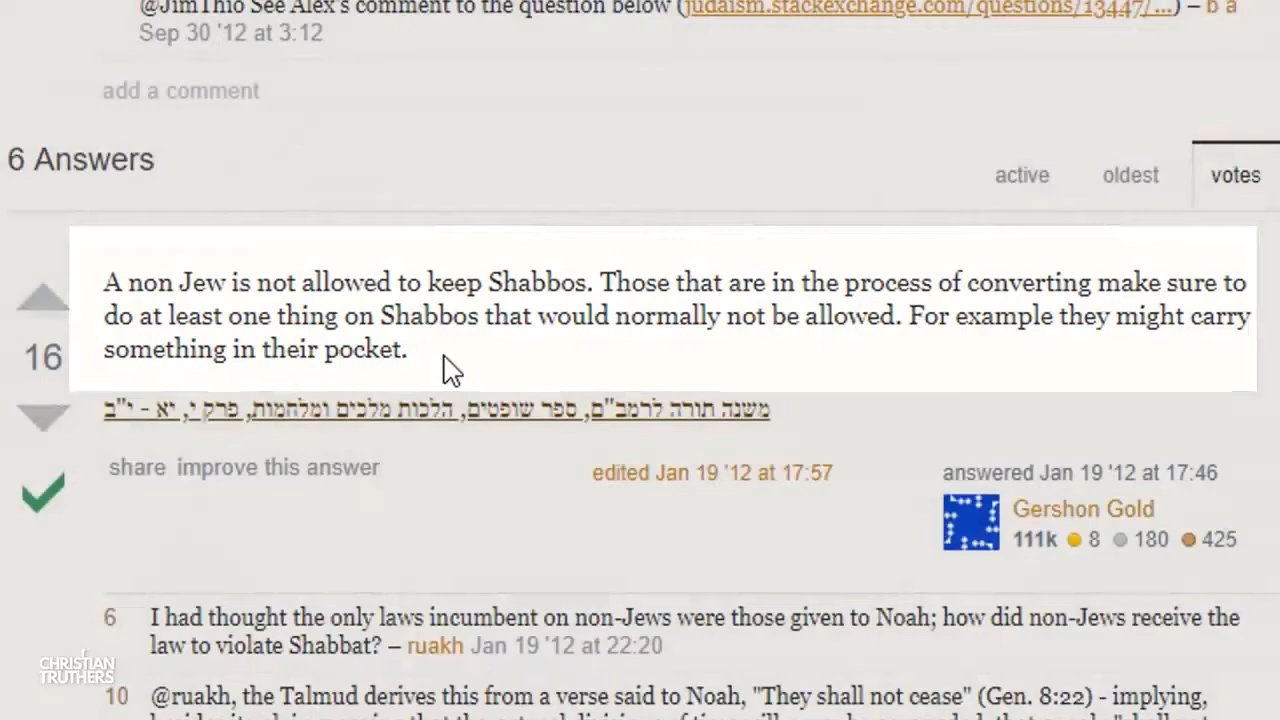 @JimThio See Alex's comment to the question below (judaism.stackexchange.com/questions/13447/...) – b a
Sep 30 '12 at 3:12
add a comment
6 Answers
active oldest votes
A non Jew is not allowed to keep Shabbos. Those that are in the process of converting make sure to
do at least one thing on Shabbos that would normally not be allowed. For example they might carry
something in their pocket.
16
משנה תורה לרמב"ם, ספר שופטים, הלכות מלכים ומלחמות, פרק י, יא - י"ב
share improve this answer
edited Jan 19 '12 at 17:57
answered Jan 19 '12 at 17:46
Gershon Gold
111k 8 180 425
6 I had thought the only laws incumbent on non-Jews were those given to Noah; how did non-Jews receive the
law to violate Shabbat? – ruakh Jan 19 '12 at 22:20
CHRISTIAN
TRUTHERS
10 @ruakh, the Talmud derives this from a verse said to Noah, "They shall not cease" (Gen. 8:22) - implying,